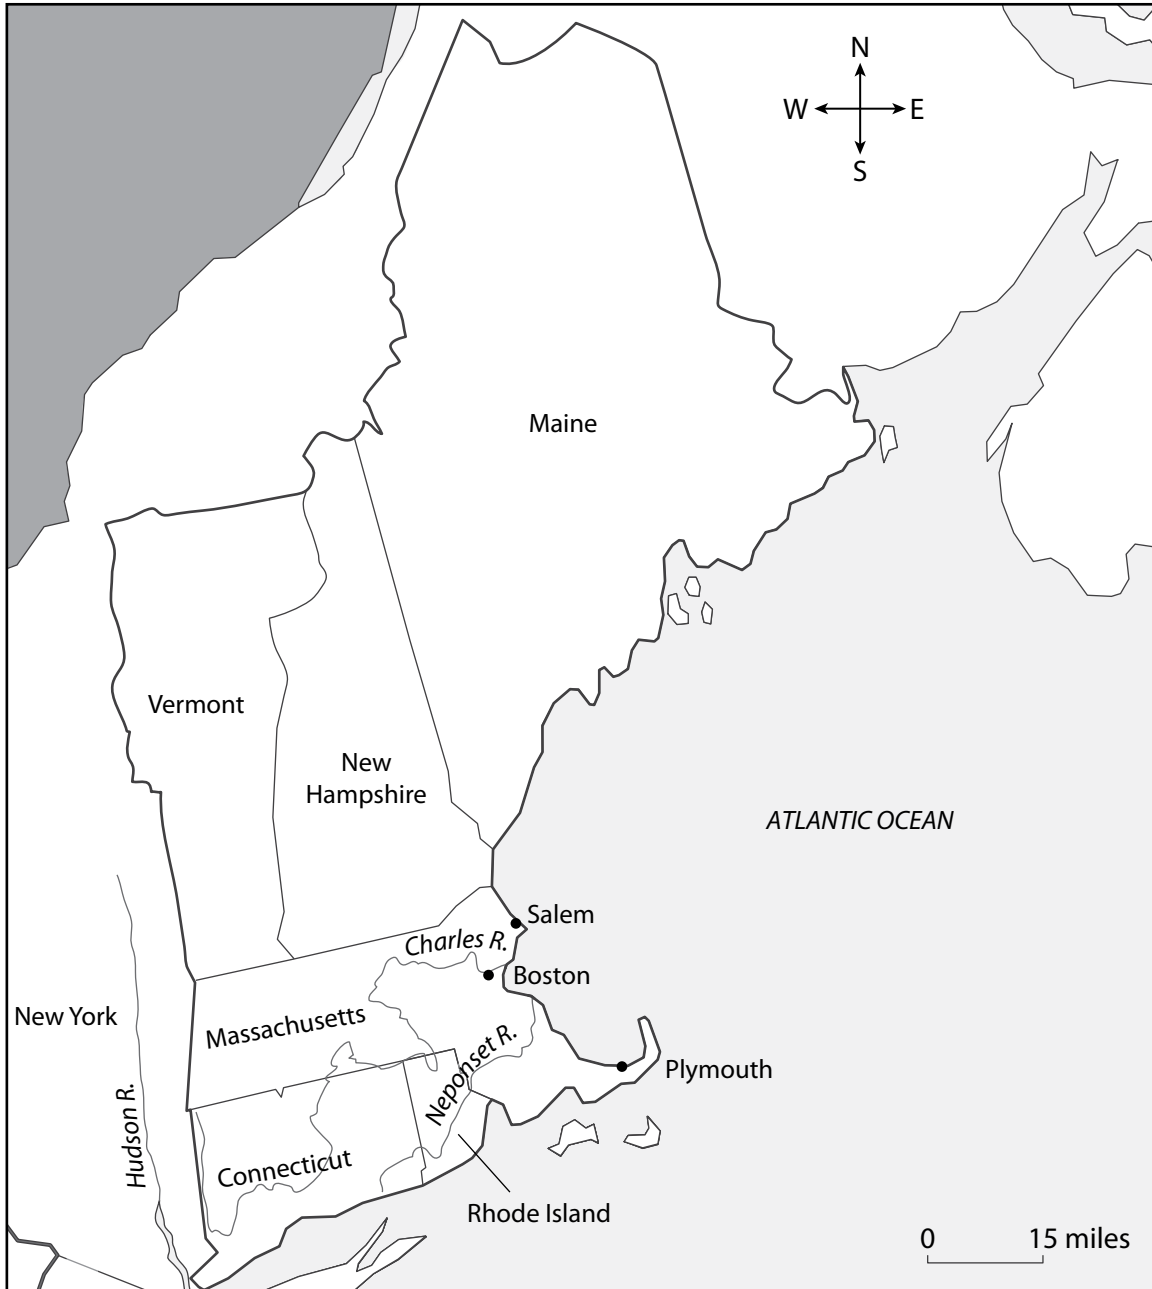 N
W E
S
Maine
Vermont
New
Hampshire
ATLANTIC OCEAN
Salem
Charles R.
Boston
New York
Massachusetts
Neponset R.
Plymouth
Hudson R.
Connecticut
Rhode Island
0 15 miles